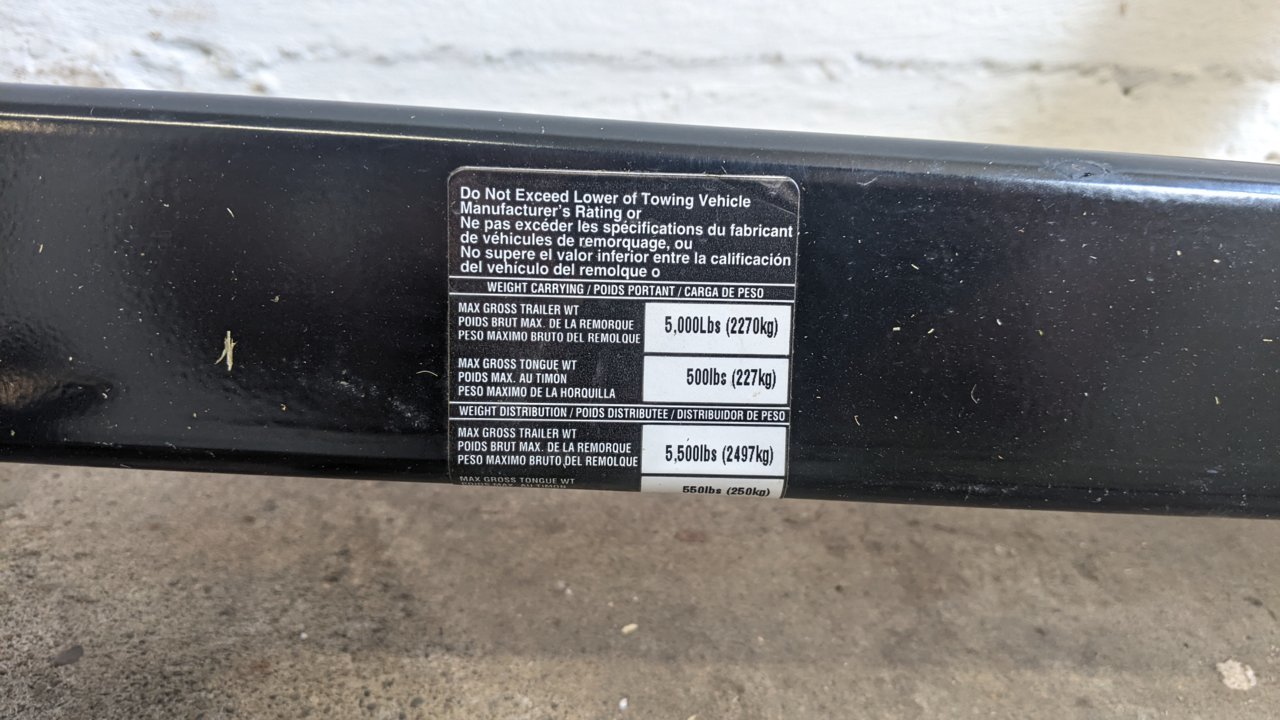 Do Not Exceed Lower of Towing Vehicle
Manufacturer's Rating or
Ne pas excéder les spécifications du fabricant
de véhicules de remorquage, ou
No supere el valor inferior entre la calificación
del vehículo del remolque o
WEIGHT CARRYING / POIDS PORTANT / CARGA DE PESO
MAX GROSS TRAILER WT
POIDS BRUT MAX. DE LA REMORQUE
PESO MAXIMO BRUTO DEL REMOLQUE
5,000Lbs (2270kg)
MAX GROSS TONGUE WT
POIDS MAX. AU TIMON
PESO MAXIMO DE LA HORQUILLA
500lbs (227kg)
WEIGHT DISTRIBUTION / POIDS DISTRIBUTEE / DISTRIBUIDOR DE PESO
MAX GROSS TRAILER WT
POIDS BRUT MAX. DE LA REMORQUE
PESO MAXIMO BRUTO DEL REMOLQUE
5,500lbs (2497kg)
MAX GROSS TONGUE WT
POIDS MAX. AU TIMON
550lbs (250kg)